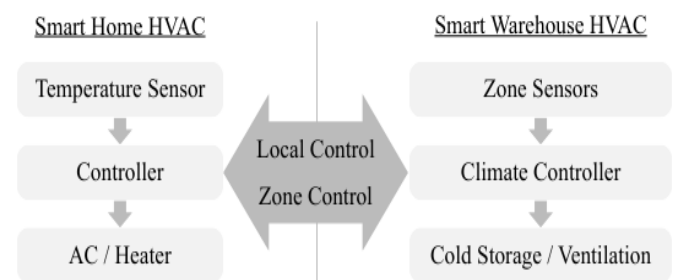 Smart Home HVAC
Temperature Sensor
Controller
AC / Heater
Local Control
Zone Control
Smart Warehouse HVAC
Zone Sensors
Climate Controller
Cold Storage / Ventilation